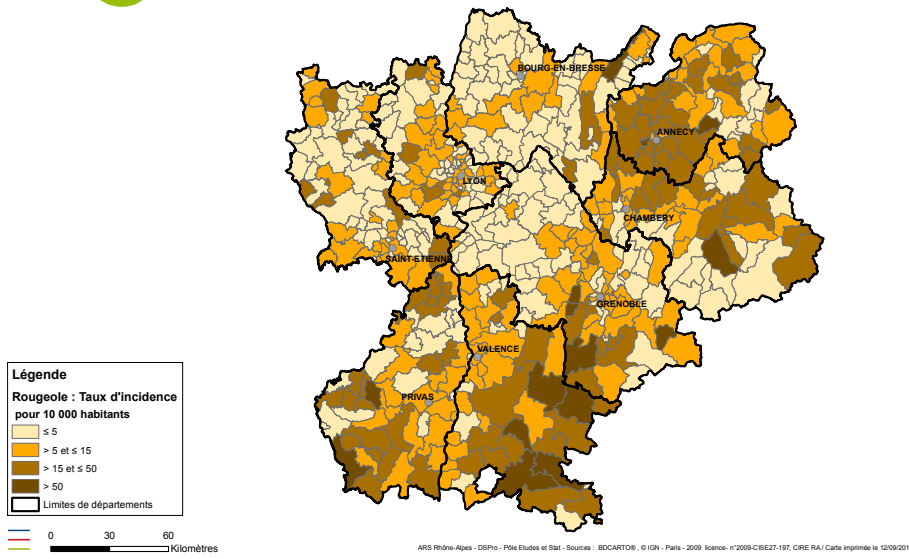 BOURG-EN-BRESSE
ANNECY
LYON
CHAMBERY
SAINT-ETIENNE
GRENOBLE
VALENCE
PRIVAS
Légende
Rougeole : Taux d'incidence
pour 10 000 habitants
≤ 5
> 5 et ≤ 15
> 15 et ≤ 50
> 50
Limites de départements
0 30 60
Kilomètres
ARS Rhône-Alpes - DSPro - Pôle Etudes et Stat - Sources : BDCARTO® , © IGN - Paris - 2009 licence- n°2009-CISE27-197, CIRE RA / Carte imprimée le 12/09/201